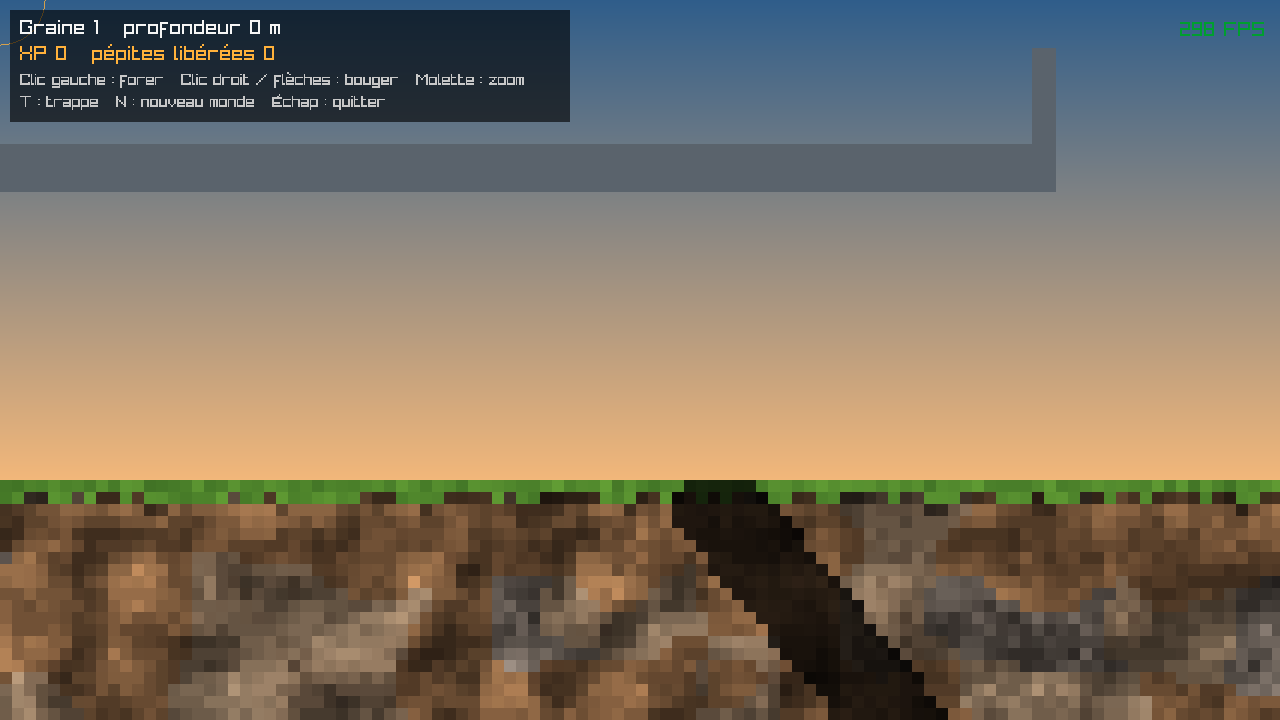 Graine 1 profondeur 0 m
XP 0 pépites libérées 0
Clic gauche : forer Clic droit / flèches : bouger Molette : zoom
T : trappe N : nouveau monde Échap : quitter
290 FPS